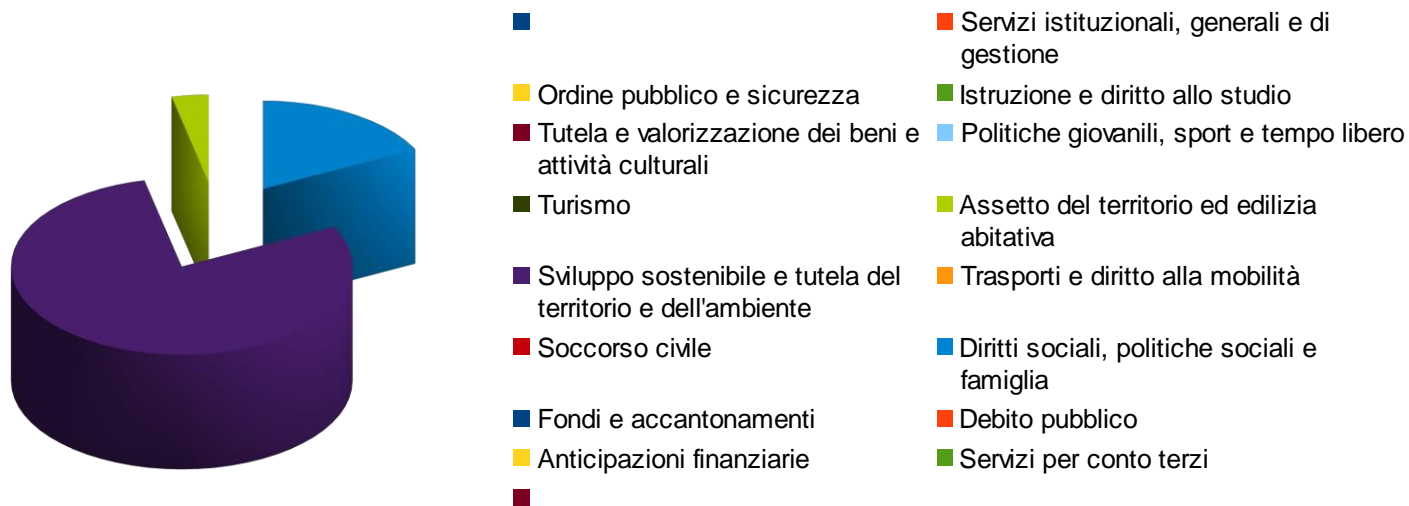 Servizi istituzionali, generali e di
gestione
Ordine pubblico e sicurezza
Istruzione e diritto allo studio
Tutela e valorizzazione dei beni e
attività culturali
Politiche giovanili, sport e tempo libero
Turismo
Assetto del territorio ed edilizia
abitativa
Sviluppo sostenibile e tutela del
territorio e dell'ambiente
Trasporti e diritto alla mobilità
Soccorso civile
Diritti sociali, politiche sociali e
famiglia
Fondi e accantonamenti
Debito pubblico
Anticipazioni finanziarie
Servizi per conto terzi